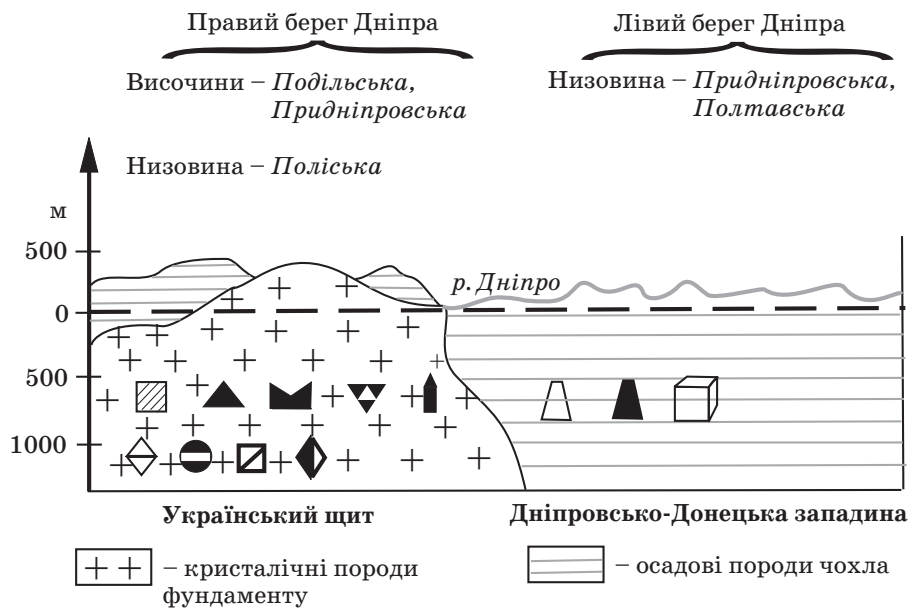 Правий берег Дніпра
Лівий берег Дніпра
Височини – Подільська,
Придніпровська
Низовина – Придніпровська,
Полтавська
Низовина – Поліська
м
500
р. Дніпро
0
500
1000
Український щит
Дніпровсько-Донецька западина
– кристалічні породи
фундаменту
– осадові породи чохла